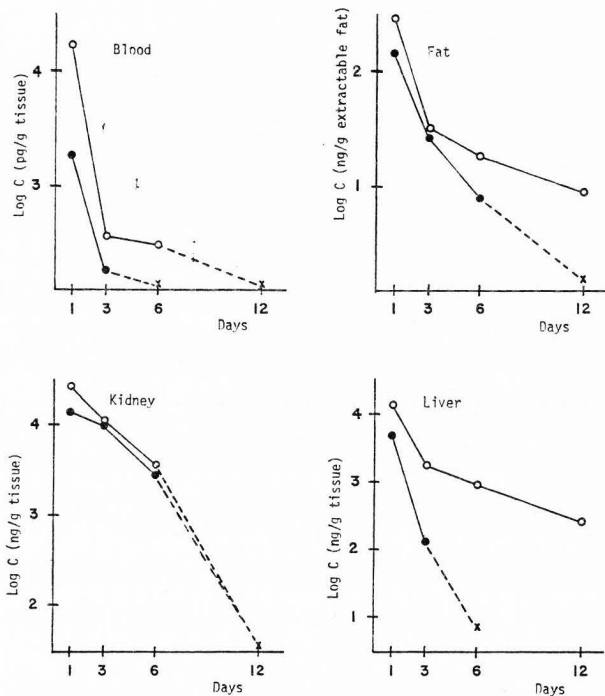 Blood
Log C (pg/g tissue)
4
3
1 3 6 12
Days
Fat
Log C (ng/g extractable fat)
2
1
1 3 6 12
Days
Kidney
Log C (ng/g tissue)
4
3
2
1 3 6 12
Days
Liver
Log C (ng/g tissue)
4
3
2
1
1 3 6 12
Days